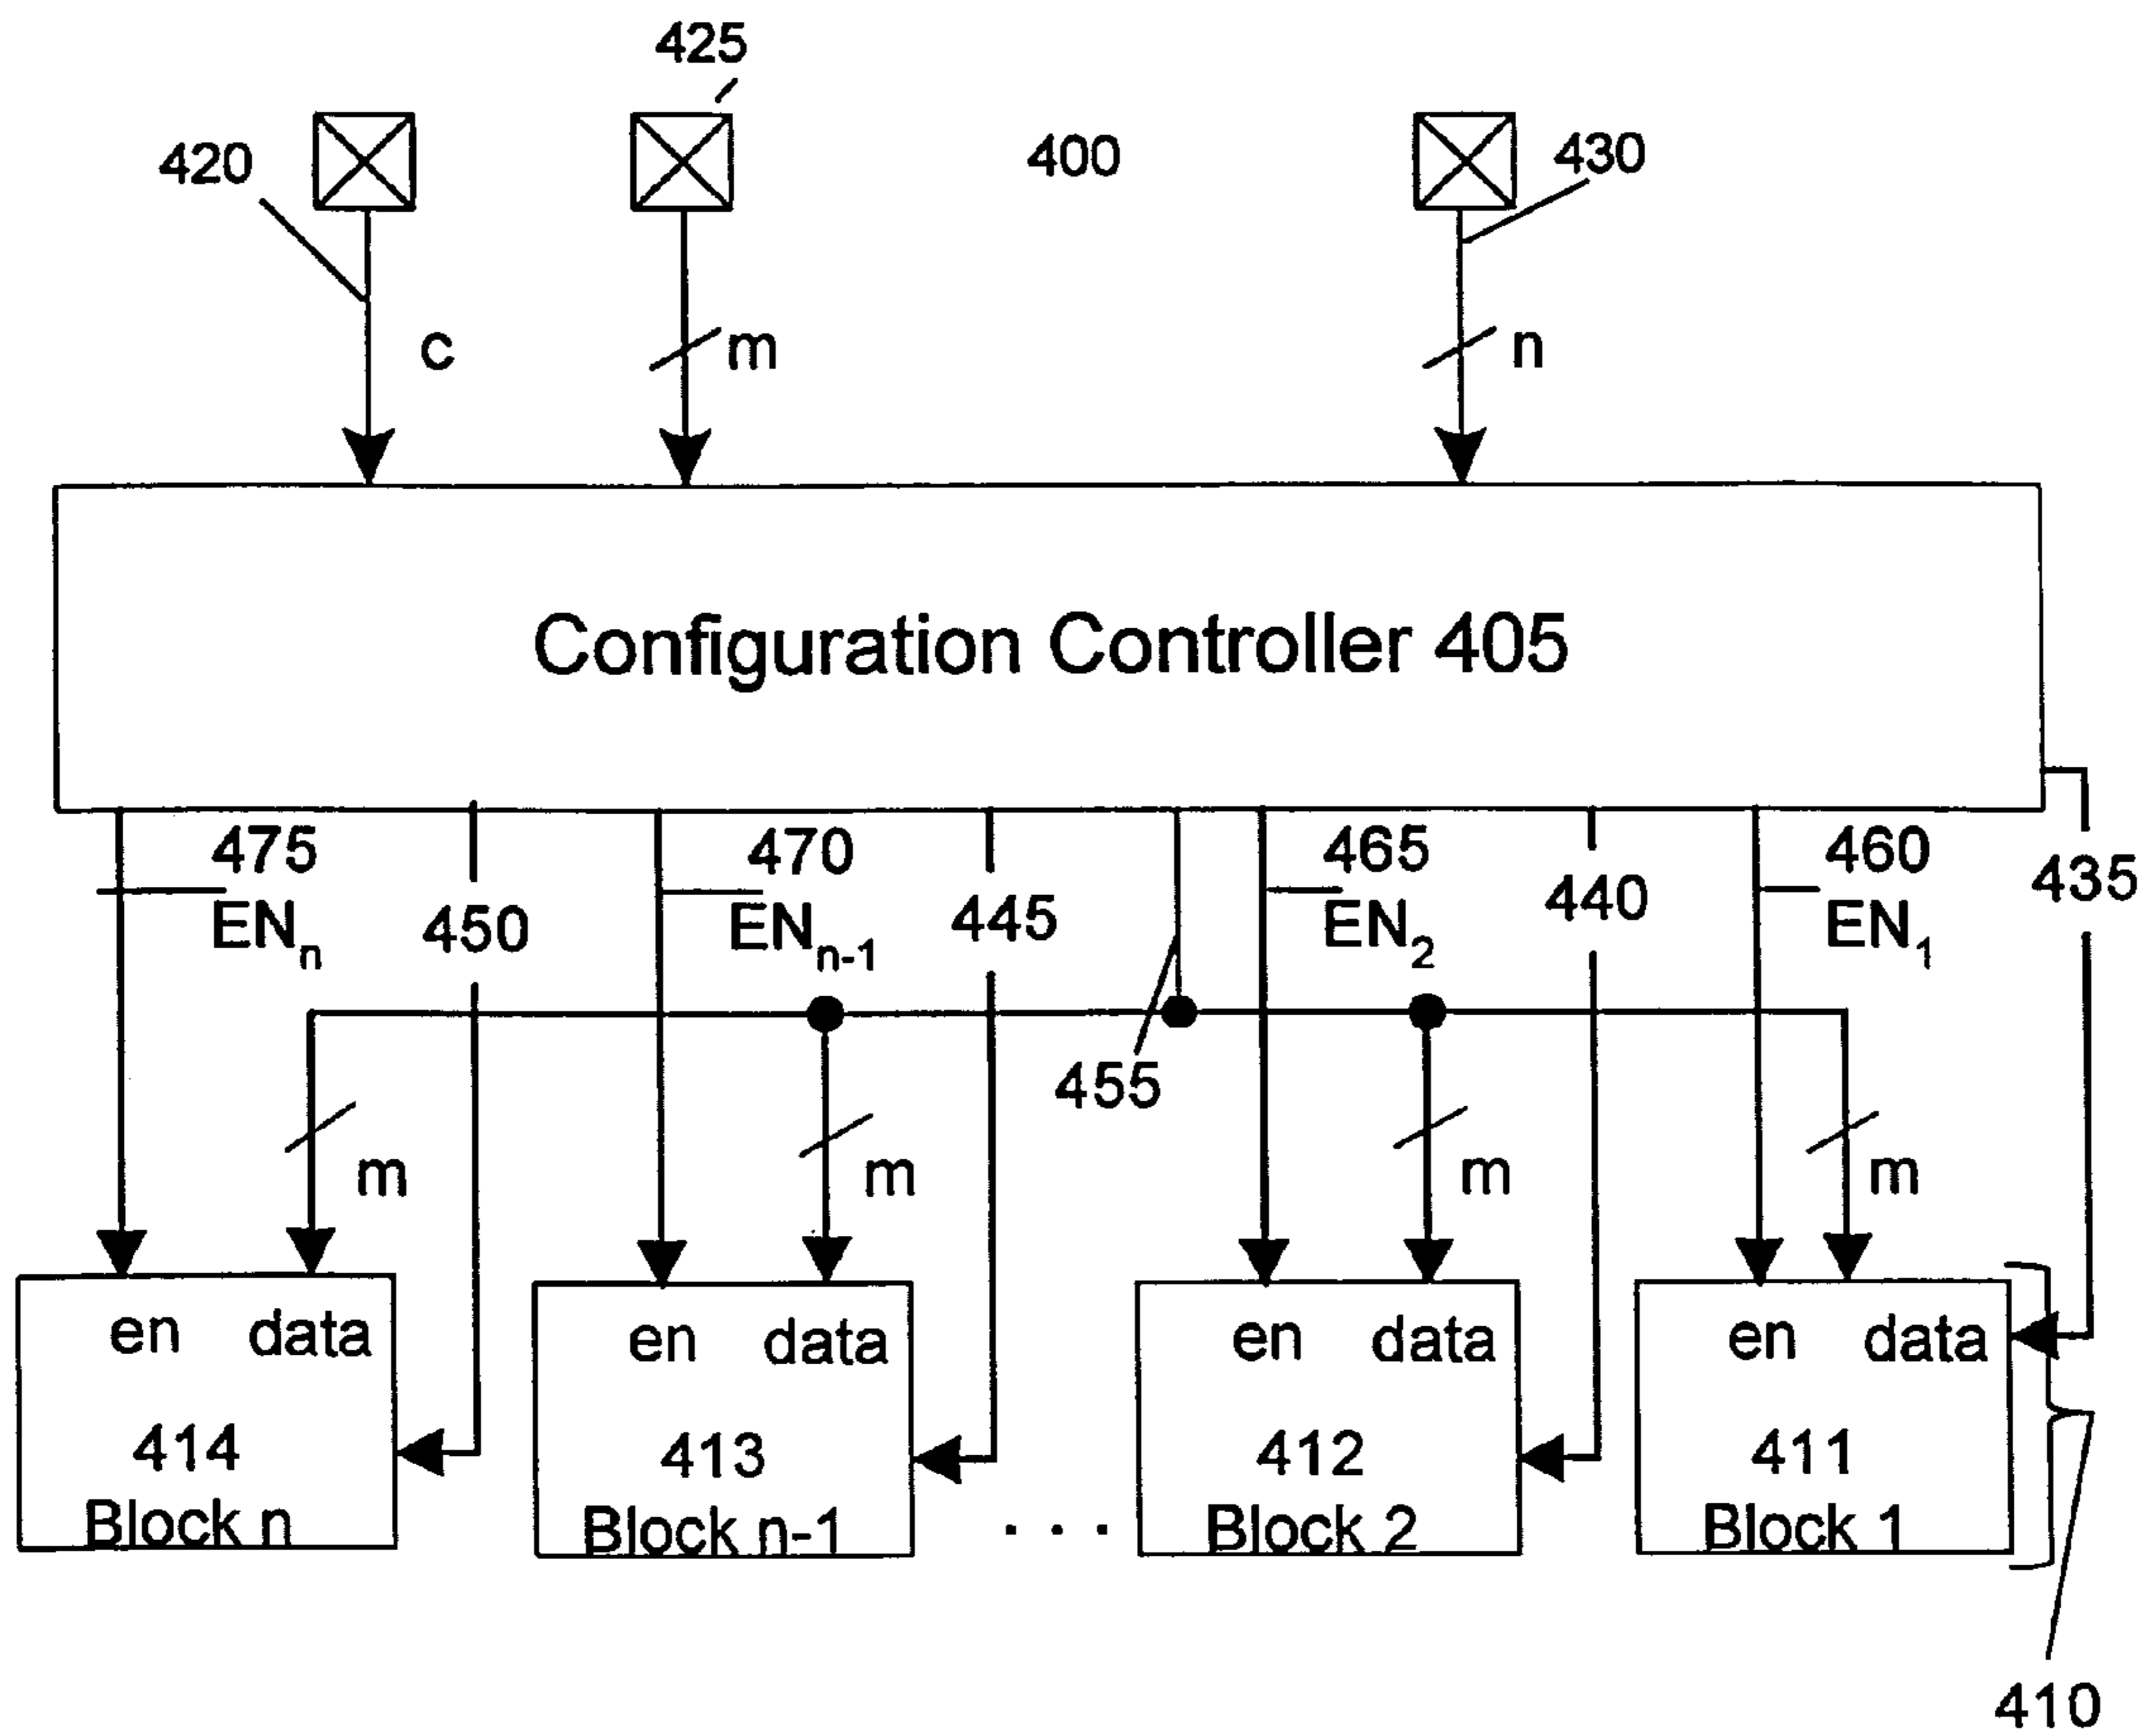 425
420
400
430
c
m
n
Configuration Controller 405
475
470
465
460
435
450
445
440
ENn
ENn-1
EN2
EN1
455
m
m
m
m
en data
en data
en data
en data
414
413
412
411
Block n
Block n-1
. . .
Block 2
Block 1
410